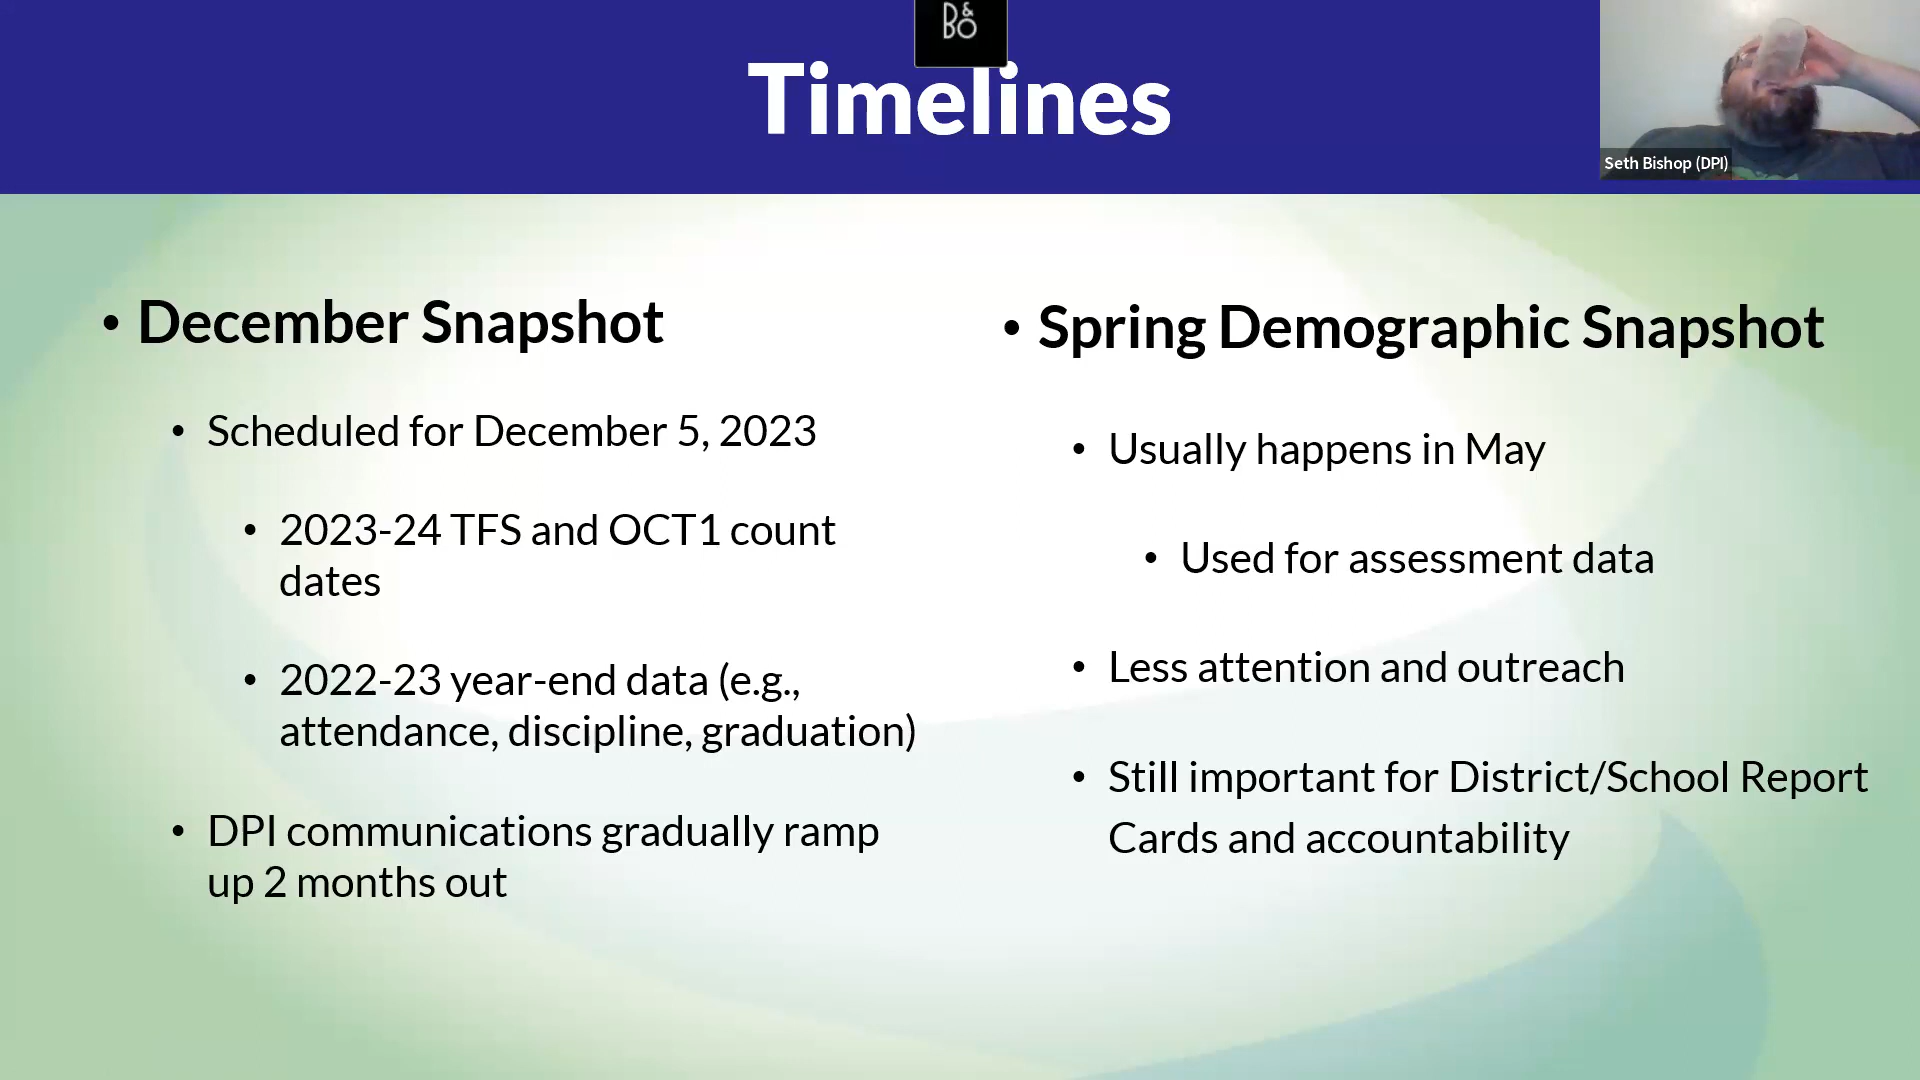 B&O
Timelines
Seth Bishop (DPI)
• December Snapshot
• Scheduled for December 5, 2023
• 2023-24 TFS and OCT1 count
dates
• 2022-23 year-end data (e.g.,
attendance, discipline, graduation)
• DPI communications gradually ramp
up 2 months out
• Spring Demographic Snapshot
• Usually happens in May
• Used for assessment data
• Less attention and outreach
• Still important for District/School Report
Cards and accountability